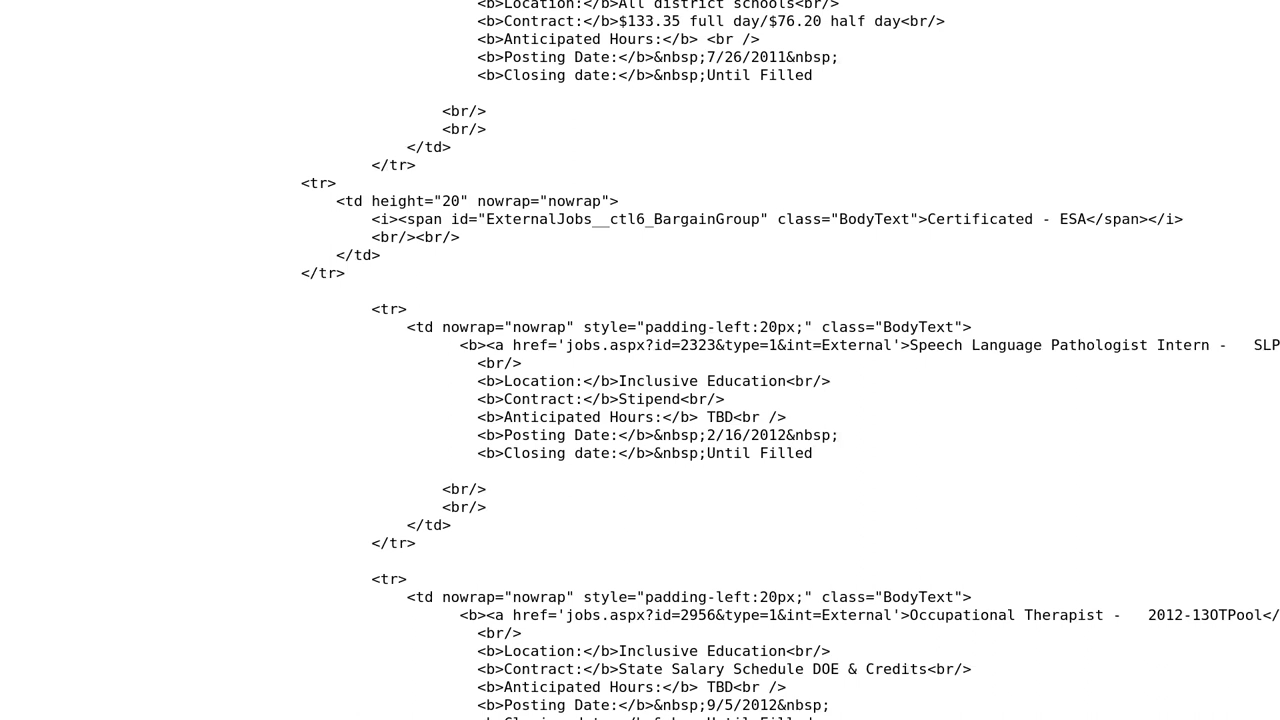 <b>Location:</b>All district schools<br/>
<b>Contract:</b>$133.35 full day/$76.20 half day<br/>
<b>Anticipated Hours:</b> <br />
<b>Posting Date:</b>&nbsp;7/26/2011&nbsp;
<b>Closing date:</b>&nbsp;Until Filled
<br/>
<br/>
</td>
</tr>
<tr>
<td height="20" nowrap="nowrap">
<i><span id="ExternalJobs__ctl6_BargainGroup" class="BodyText">Certificated - ESA</span></i>
<br/><br/>
</td>
</tr>
<tr>
<td nowrap="nowrap" style="padding-left:20px;" class="BodyText">
<b><a href='jobs.aspx?id=2323&type=1&int=External'>Speech Language Pathologist Intern -   SLP
<br/>
<b>Location:</b>Inclusive Education<br/>
<b>Contract:</b>Stipend<br/>
<b>Anticipated Hours:</b> TBD<br />
<b>Posting Date:</b>&nbsp;2/16/2012&nbsp;
<b>Closing date:</b>&nbsp;Until Filled
<br/>
<br/>
</td>
</tr>
<tr>
<td nowrap="nowrap" style="padding-left:20px;" class="BodyText">
<b><a href='jobs.aspx?id=2956&type=1&int=External'>Occupational Therapist -   2012-13OTPool</
<br/>
<b>Location:</b>Inclusive Education<br/>
<b>Contract:</b>State Salary Schedule DOE & Credits<br/>
<b>Anticipated Hours:</b> TBD<br />
<b>Posting Date:</b>&nbsp;9/5/2012&nbsp;